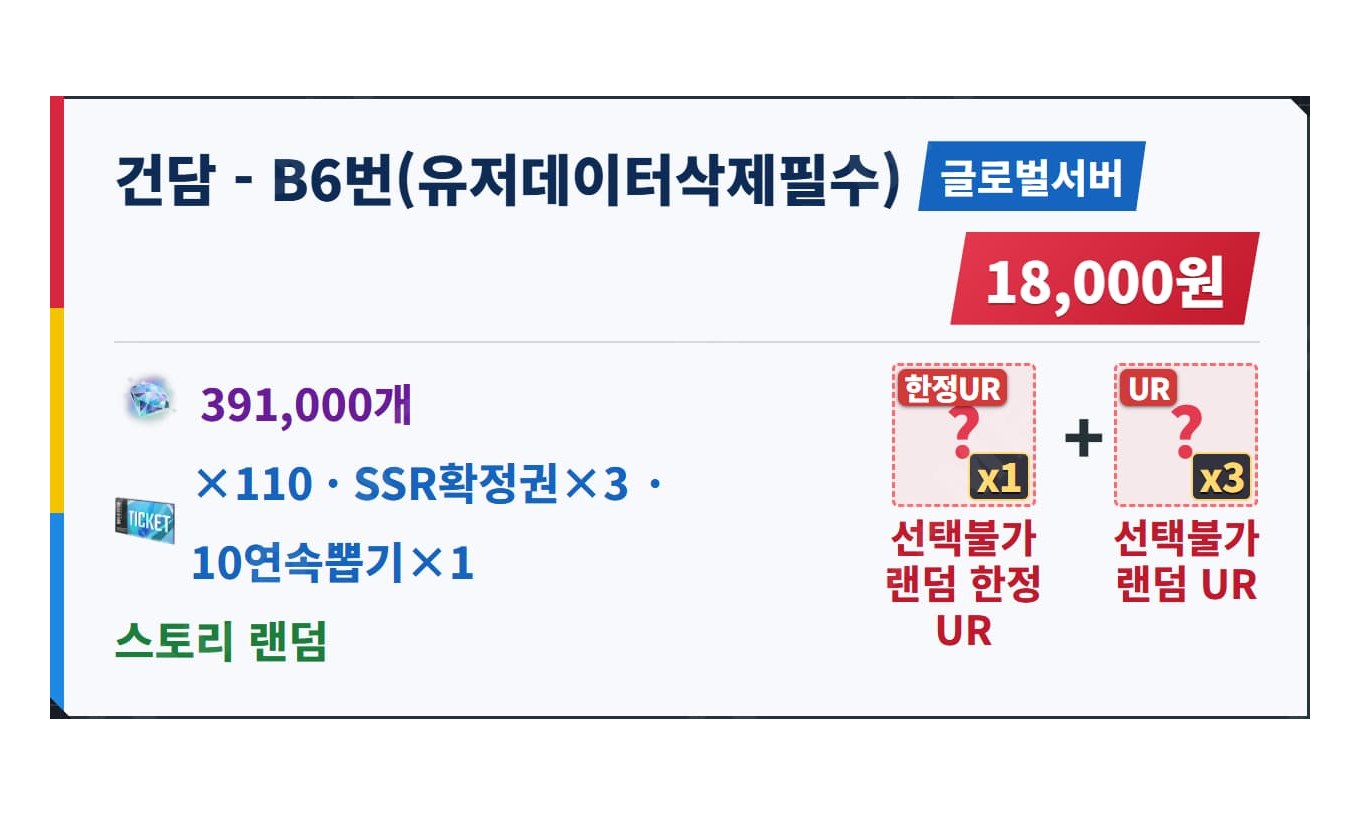 건담 - B6번(유저데이터삭제필수)
글로벌서버
18,000원
391,000개
×110 · SSR확정권×3 ·
TICKET
10연속뽑기×1
스토리 랜덤
한정UR
?
x1
선택불가
랜덤 한정
UR
+
UR
?
x3
선택불가
랜덤 UR